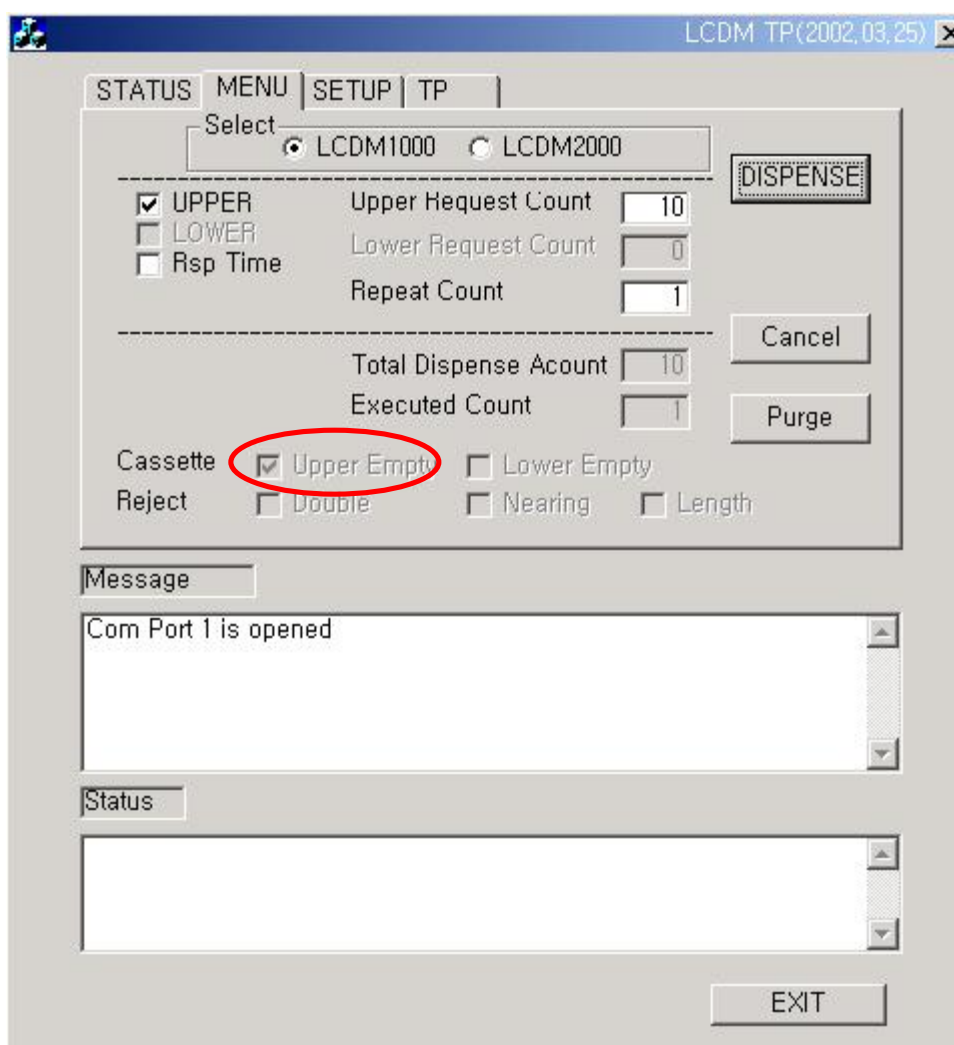 LCDM TP(2002,03,25)
STATUS MENU SETUP TP
Select
LCDM1000 LCDM2000
DISPENSE
UPPER Upper Request Count 10
LOWER Lower Request Count 0
Rsp Time
Repeat Count 1
Cancel
Total Dispense Acount 10
Executed Count 1
Purge
Cassette Upper Empty Lower Empty
Reject Double Nearing Length
Message
Com Port 1 is opened
Status
EXIT